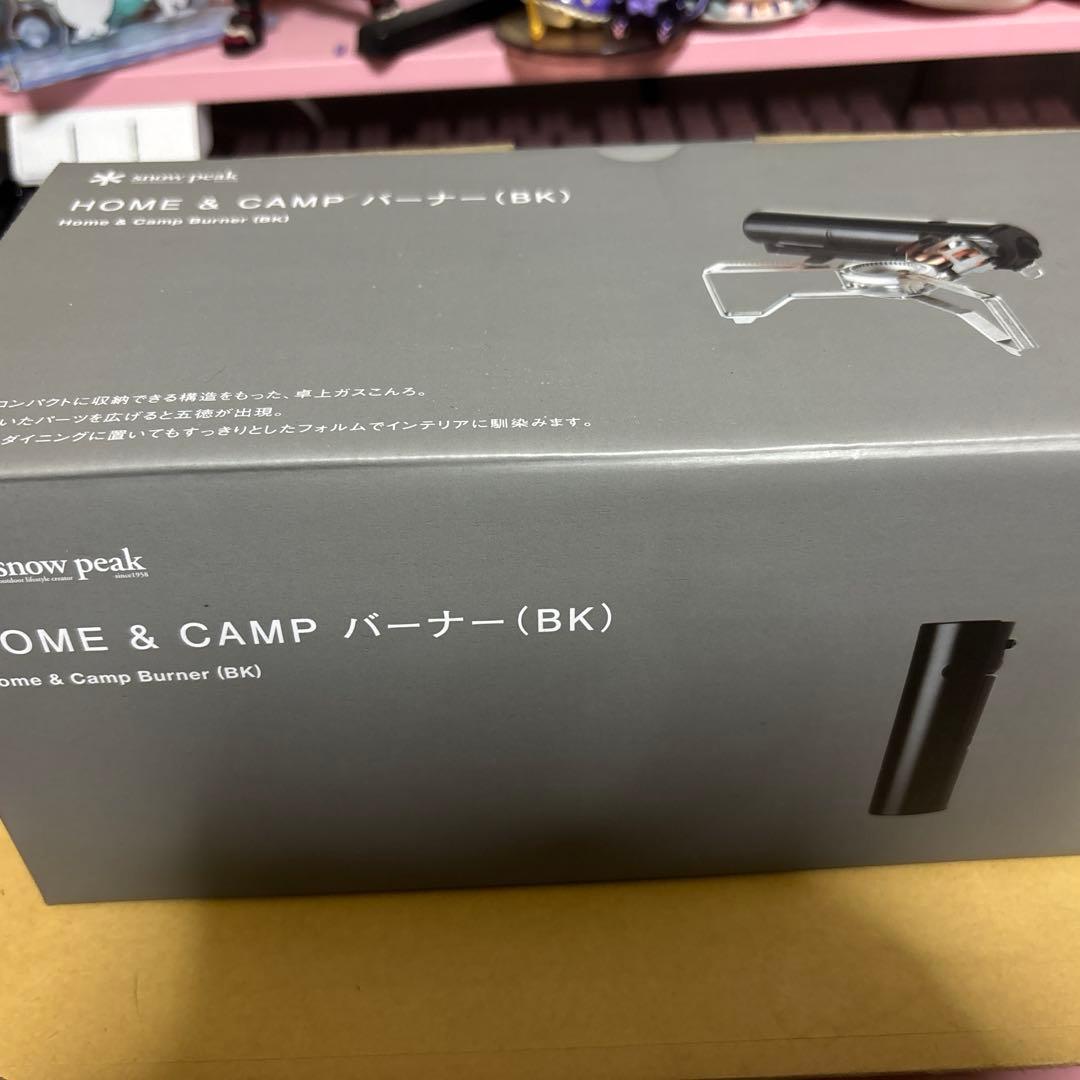 snow peak
HOME & CAMP バーナー(BK)
Home & Camp Burner (BK)
コンパクトに収納できる構造をもった、卓上ガスこんろ。
いたパーツを広げると五徳が出現。
ダイニングに置いてもすっきりとしたフォルムでインテリアに馴染みます。
snow peak
outdoor lifestyle creator since1958
OME & CAMP バーナー(BK)
ome & Camp Burner (BK)